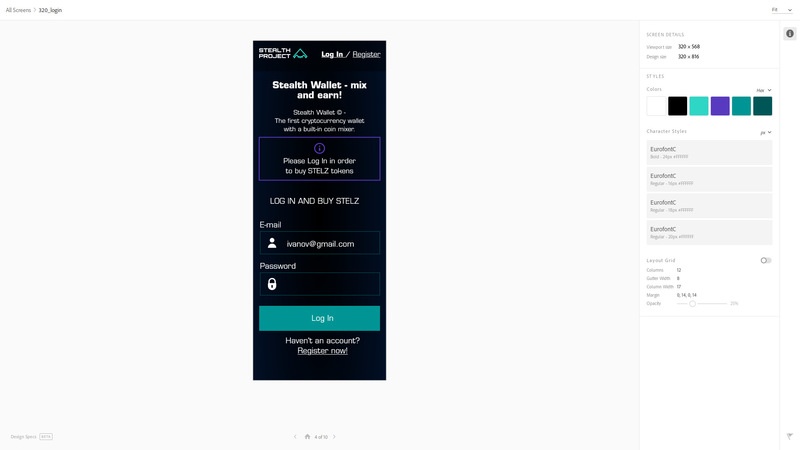 All Screens > 320_login
Fit
STEALTH
PROJECT
Log In / Register
Stealth Wallet - mix
and earn!
Stealth Wallet © -
The first cryptocurrency wallet
with a built-in coin mixer.
Please Log In in order
to buy STELZ tokens
LOG IN AND BUY STELZ
E-mail
ivanov@gmail.com
Password
Log In
Haven't an account?
Register now!
Design Specs BETA
4 of 10
SCREEN DETAILS
Viewport size 320 x 568
Design size 320 x 816
STYLES
Colors Hex
Character Styles px
EurofontC
EurofontC
Regular - 16px #FFFFFF
EurofontC
Regular - 18px #FFFFFF
EurofontC
Regular - 20px #FFFFFF
Layout Grid
Columns 12
Gutter Width 8
Column Width 17
Margin 0, 14, 0, 14
Opacity